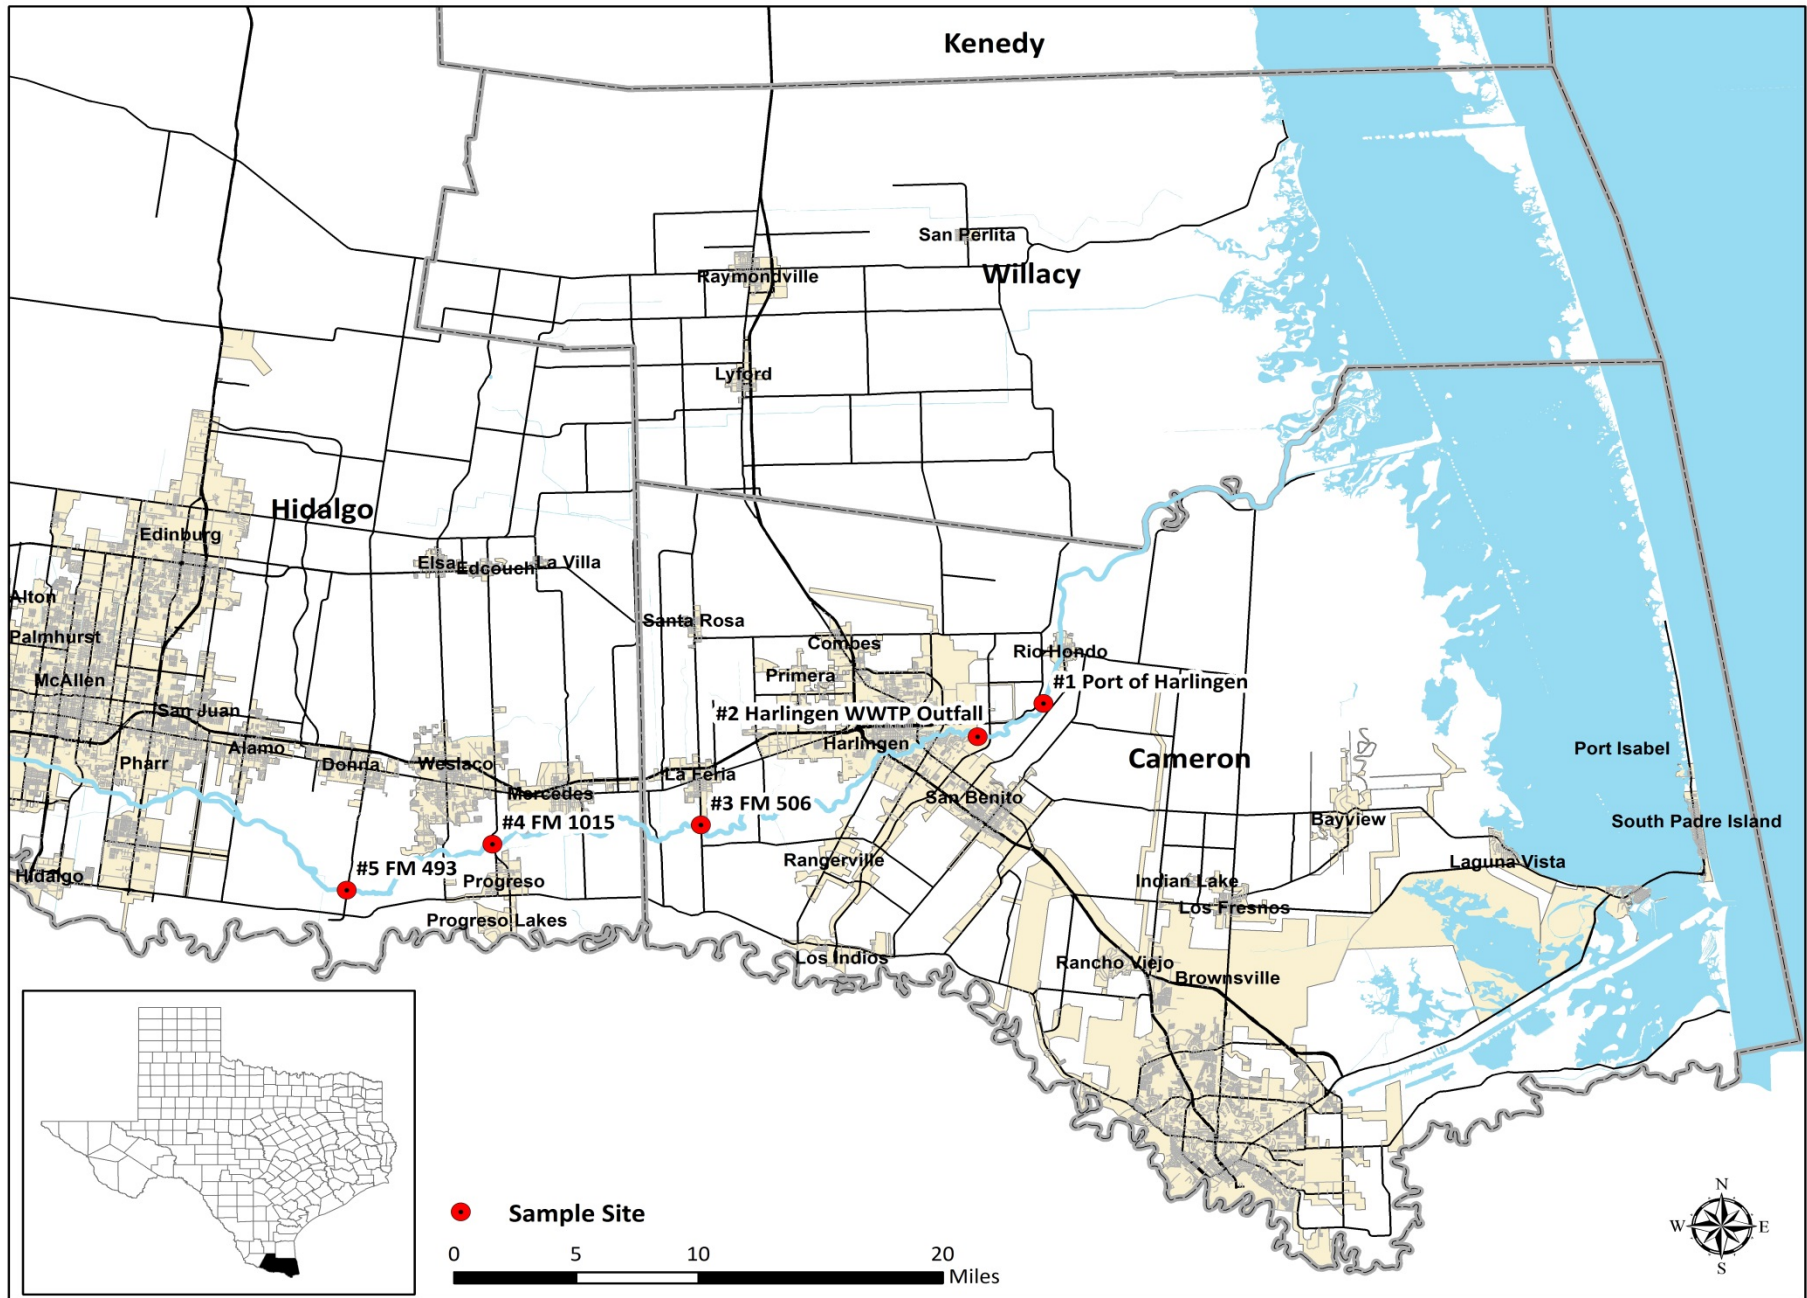 Kenedy
San Perlita
Willacy
Raymondville
Lyford
Hidalgo
Edinburg
Elsa
Edcouch
La Villa
Alton
Palmhurst
Santa Rosa
Combes
Rio Hondo
Primera
McAllen
#1 Port of Harlingen
San Juan
#2 Harlingen WWTP Outfall
Harlingen
Alamo
Cameron
Port Isabel
Pharr
Donna
Weslaco
La Feria
Mercedes
San Benito
#3 FM 506
#4 FM 1015
Bayview
South Padre Island
Rangerville
Laguna Vista
#5 FM 493
Hidalgo
Progreso
Indian Lake
Los Fresnos
Progreso Lakes
Los Indios
Rancho Viejo
Brownsville
Sample Site
0 5 10 20
Miles
N
W E
S